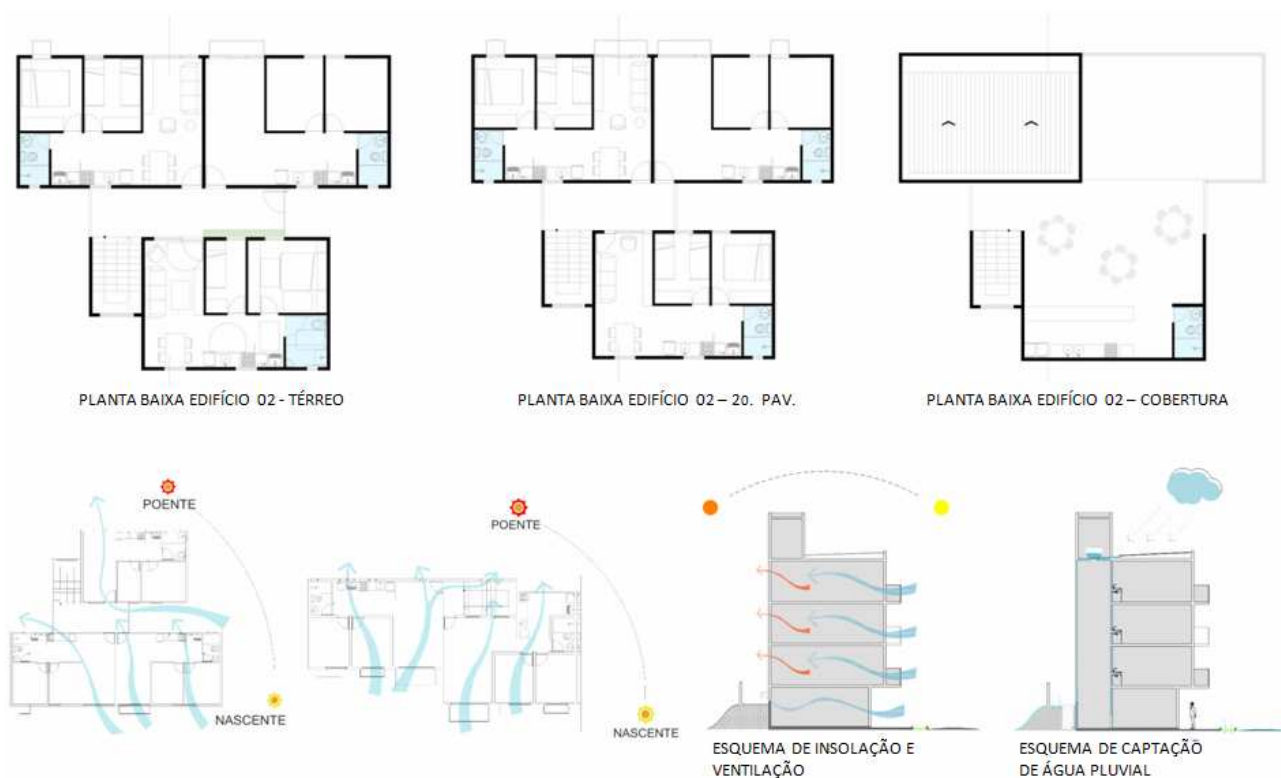 PLANTA BAIXA EDIFÍCIO 02 - TÉRREO
PLANTA BAIXA EDIFÍCIO 02 – 2o. PAV.
PLANTA BAIXA EDIFÍCIO 02 – COBERTURA
POENTE
NASCENTE
POENTE
NASCENTE
ESQUEMA DE INSOLAÇÃO E
VENTILAÇÃO
ESQUEMA DE CAPTAÇÃO
DE ÁGUA PLUVIAL